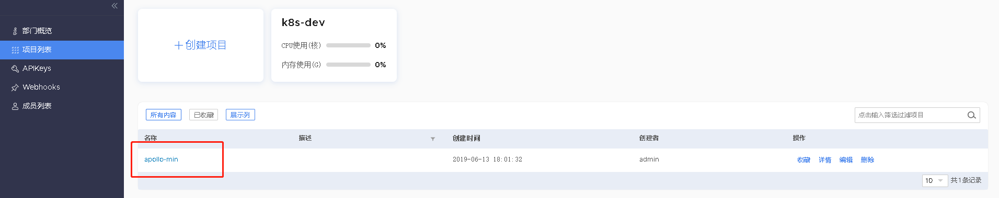 部门概览
项目列表
APIKeys
Webhooks
成员列表
创建项目
k8s-dev
CPU使用(核) 0%
内存使用(G) 0%
所有内容 已收藏 展示列 点击输入筛选过滤项目
名称 描述 创建时间 创建者 操作
apollo-min 2019-06-13 18:01:32 admin 收藏 详情 编辑 删除
10 共1条记录